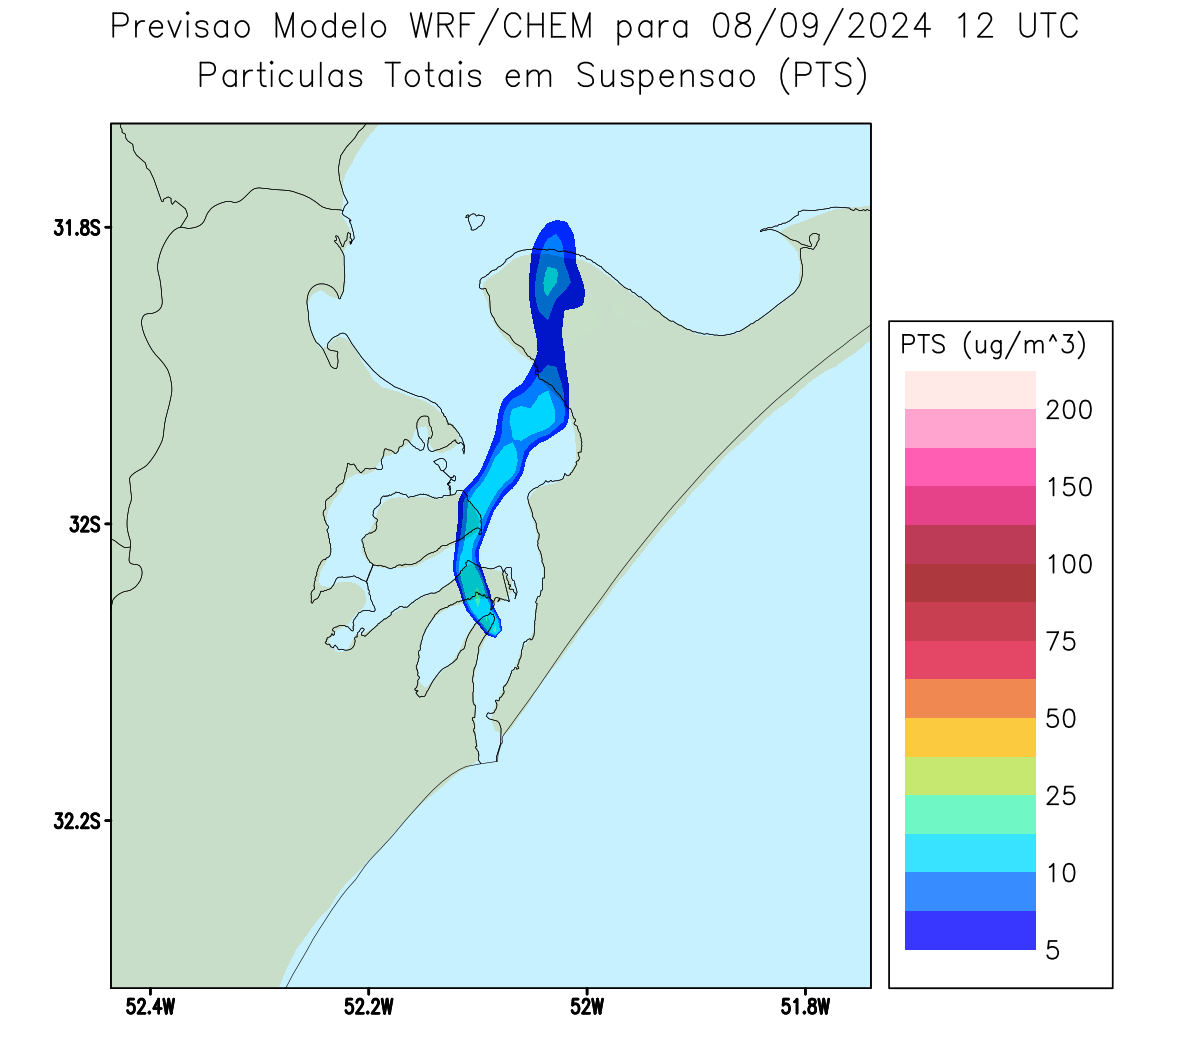 Previsao Modelo WRF/CHEM para 08/09/2024 12 UTC
Particulas Totais em Suspensao (PTS)
31.8S
32S
32.2S
52.4W
52.2W
52W
51.8W
PTS (ug/m^3)
200
150
100
75
50
25
10
5